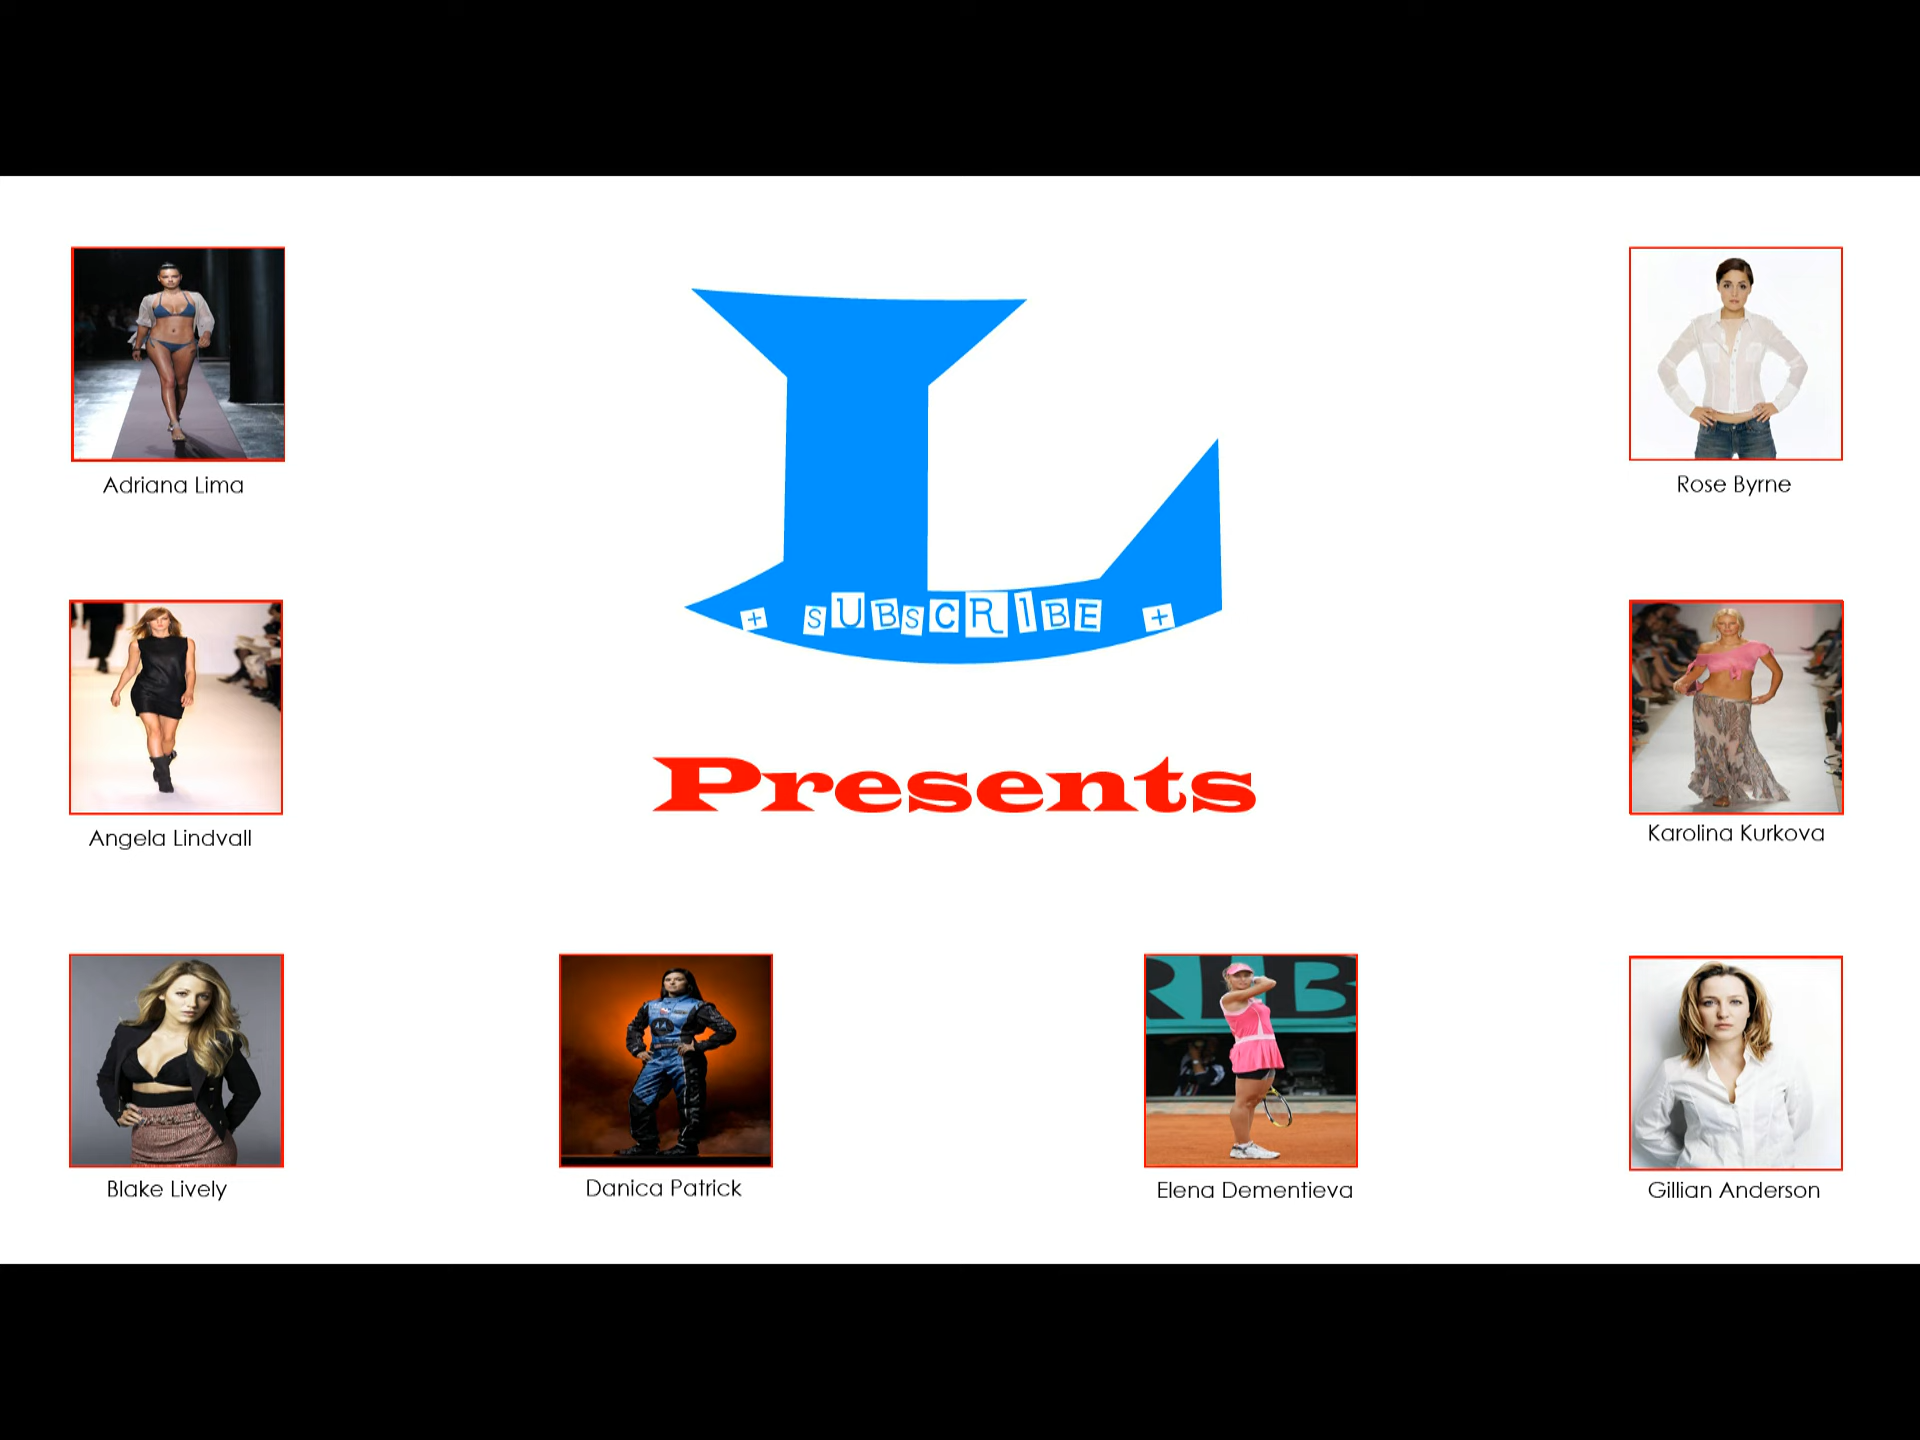 Adriana Lima
Rose Byrne
L
+ SUBSCRIBE +
Presents
Angela Lindvall
Karolina Kurkova
Blake Lively
Danica Patrick
Elena Dementieva
Gillian Anderson